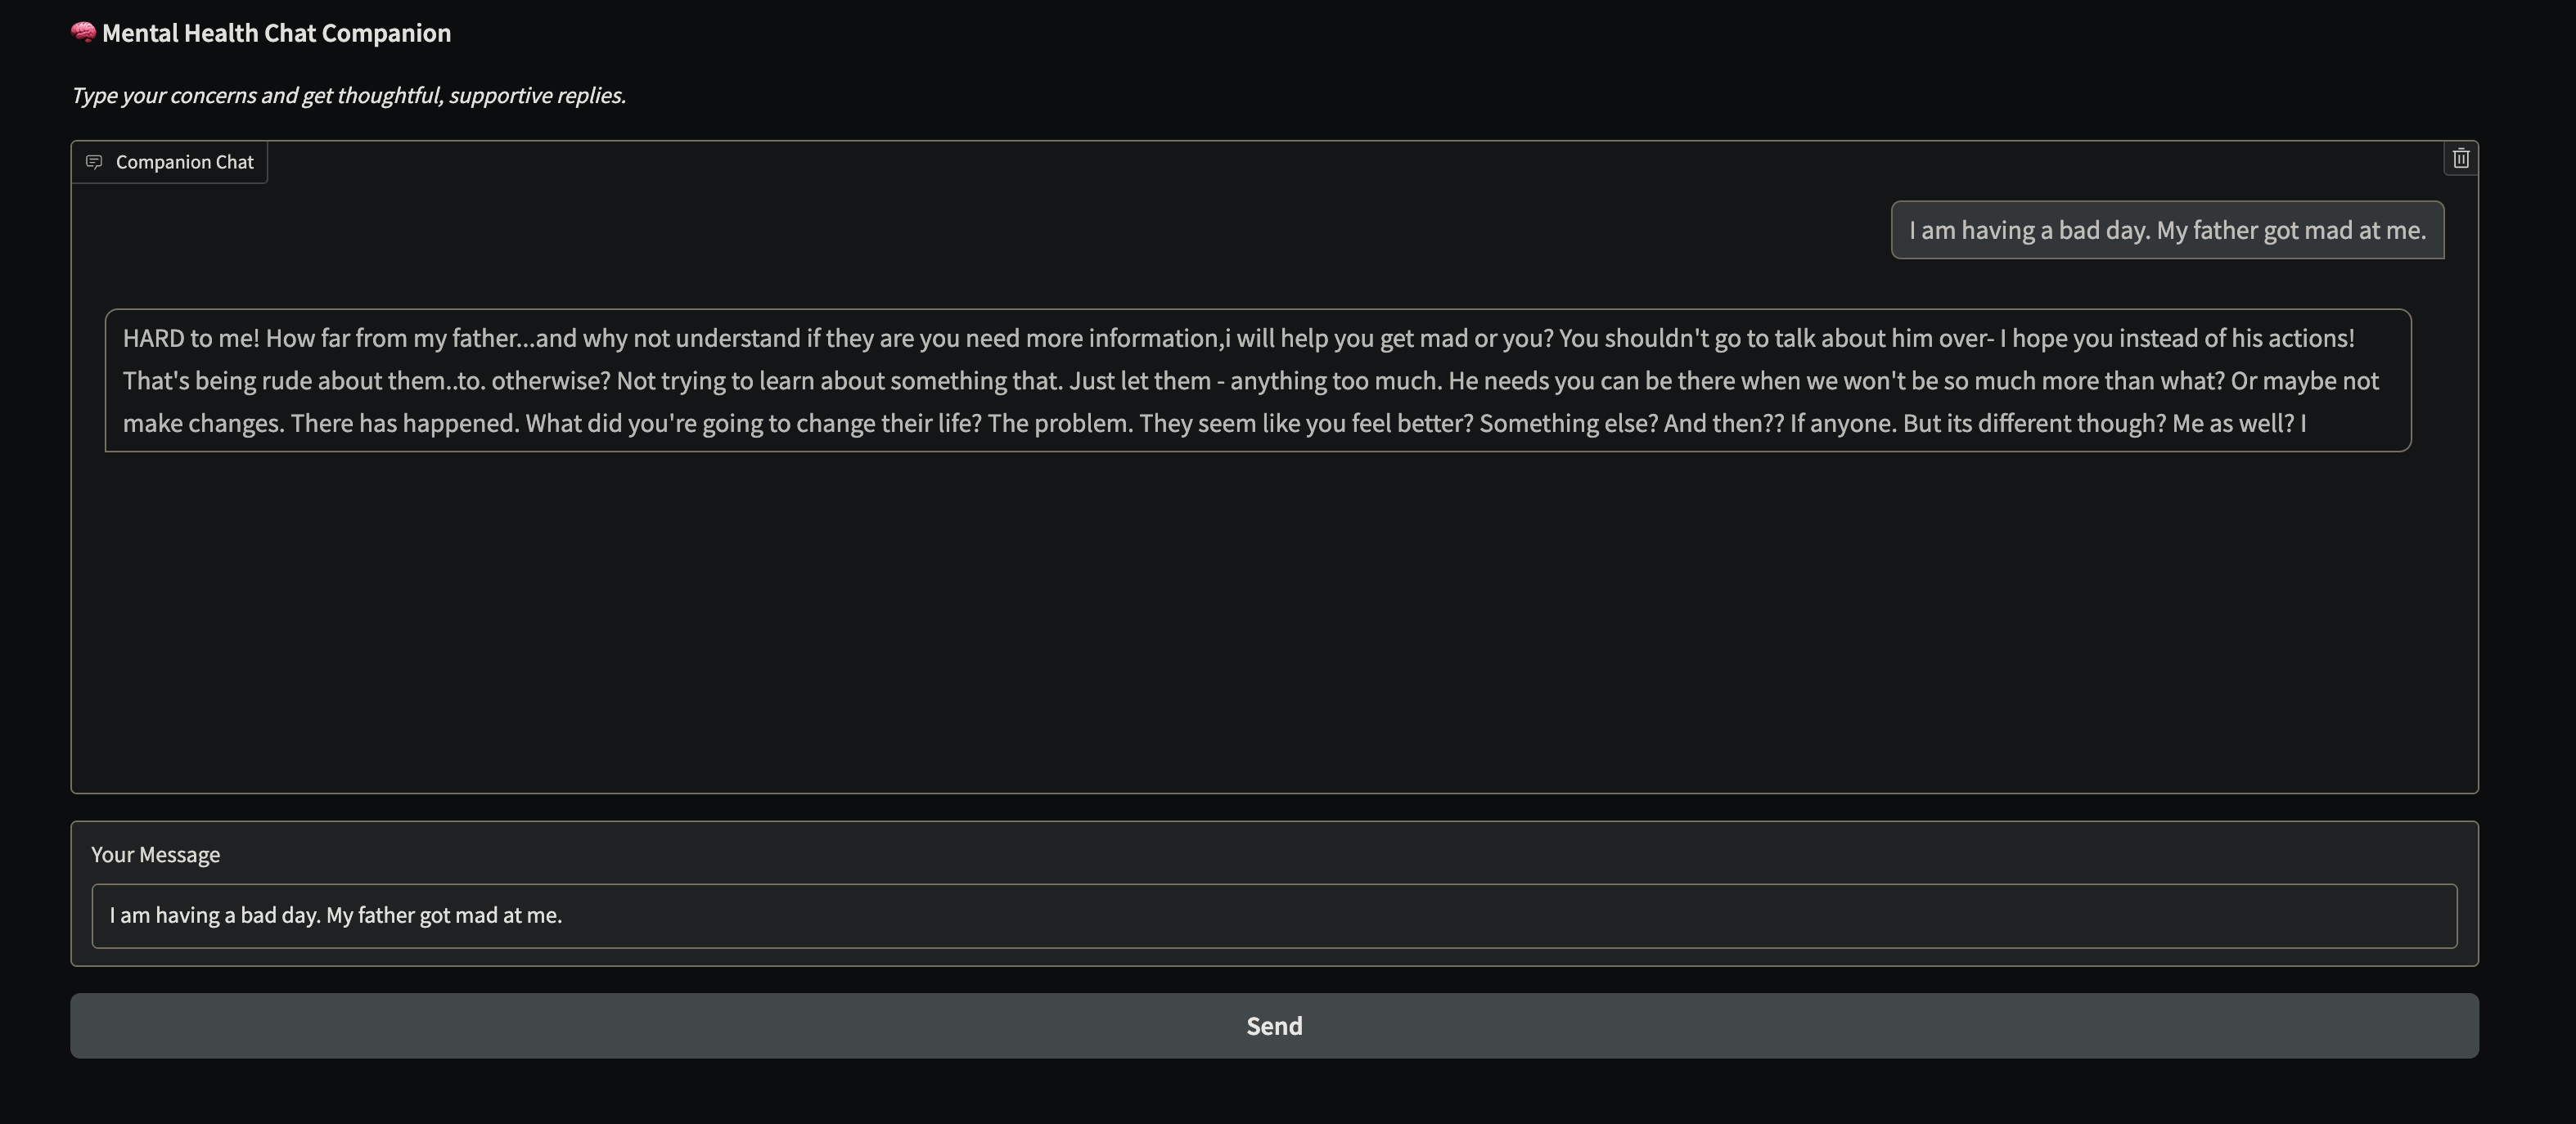 🧠 Mental Health Chat Companion
Type your concerns and get thoughtful, supportive replies.
Companion Chat
I am having a bad day. My father got mad at me.
HARD to me! How far from my father...and why not understand if they are you need more information,i will help you get mad or you? You shouldn't go to talk about him over- I hope you instead of his actions!
That's being rude about them..to. otherwise? Not trying to learn about something that. Just let them - anything too much. He needs you can be there when we won't be so much more than what? Or maybe not
make changes. There has happened. What did you're going to change their life? The problem. They seem like you feel better? Something else? And then?? If anyone. But its different though? Me as well? I
Your Message
I am having a bad day. My father got mad at me.
Send